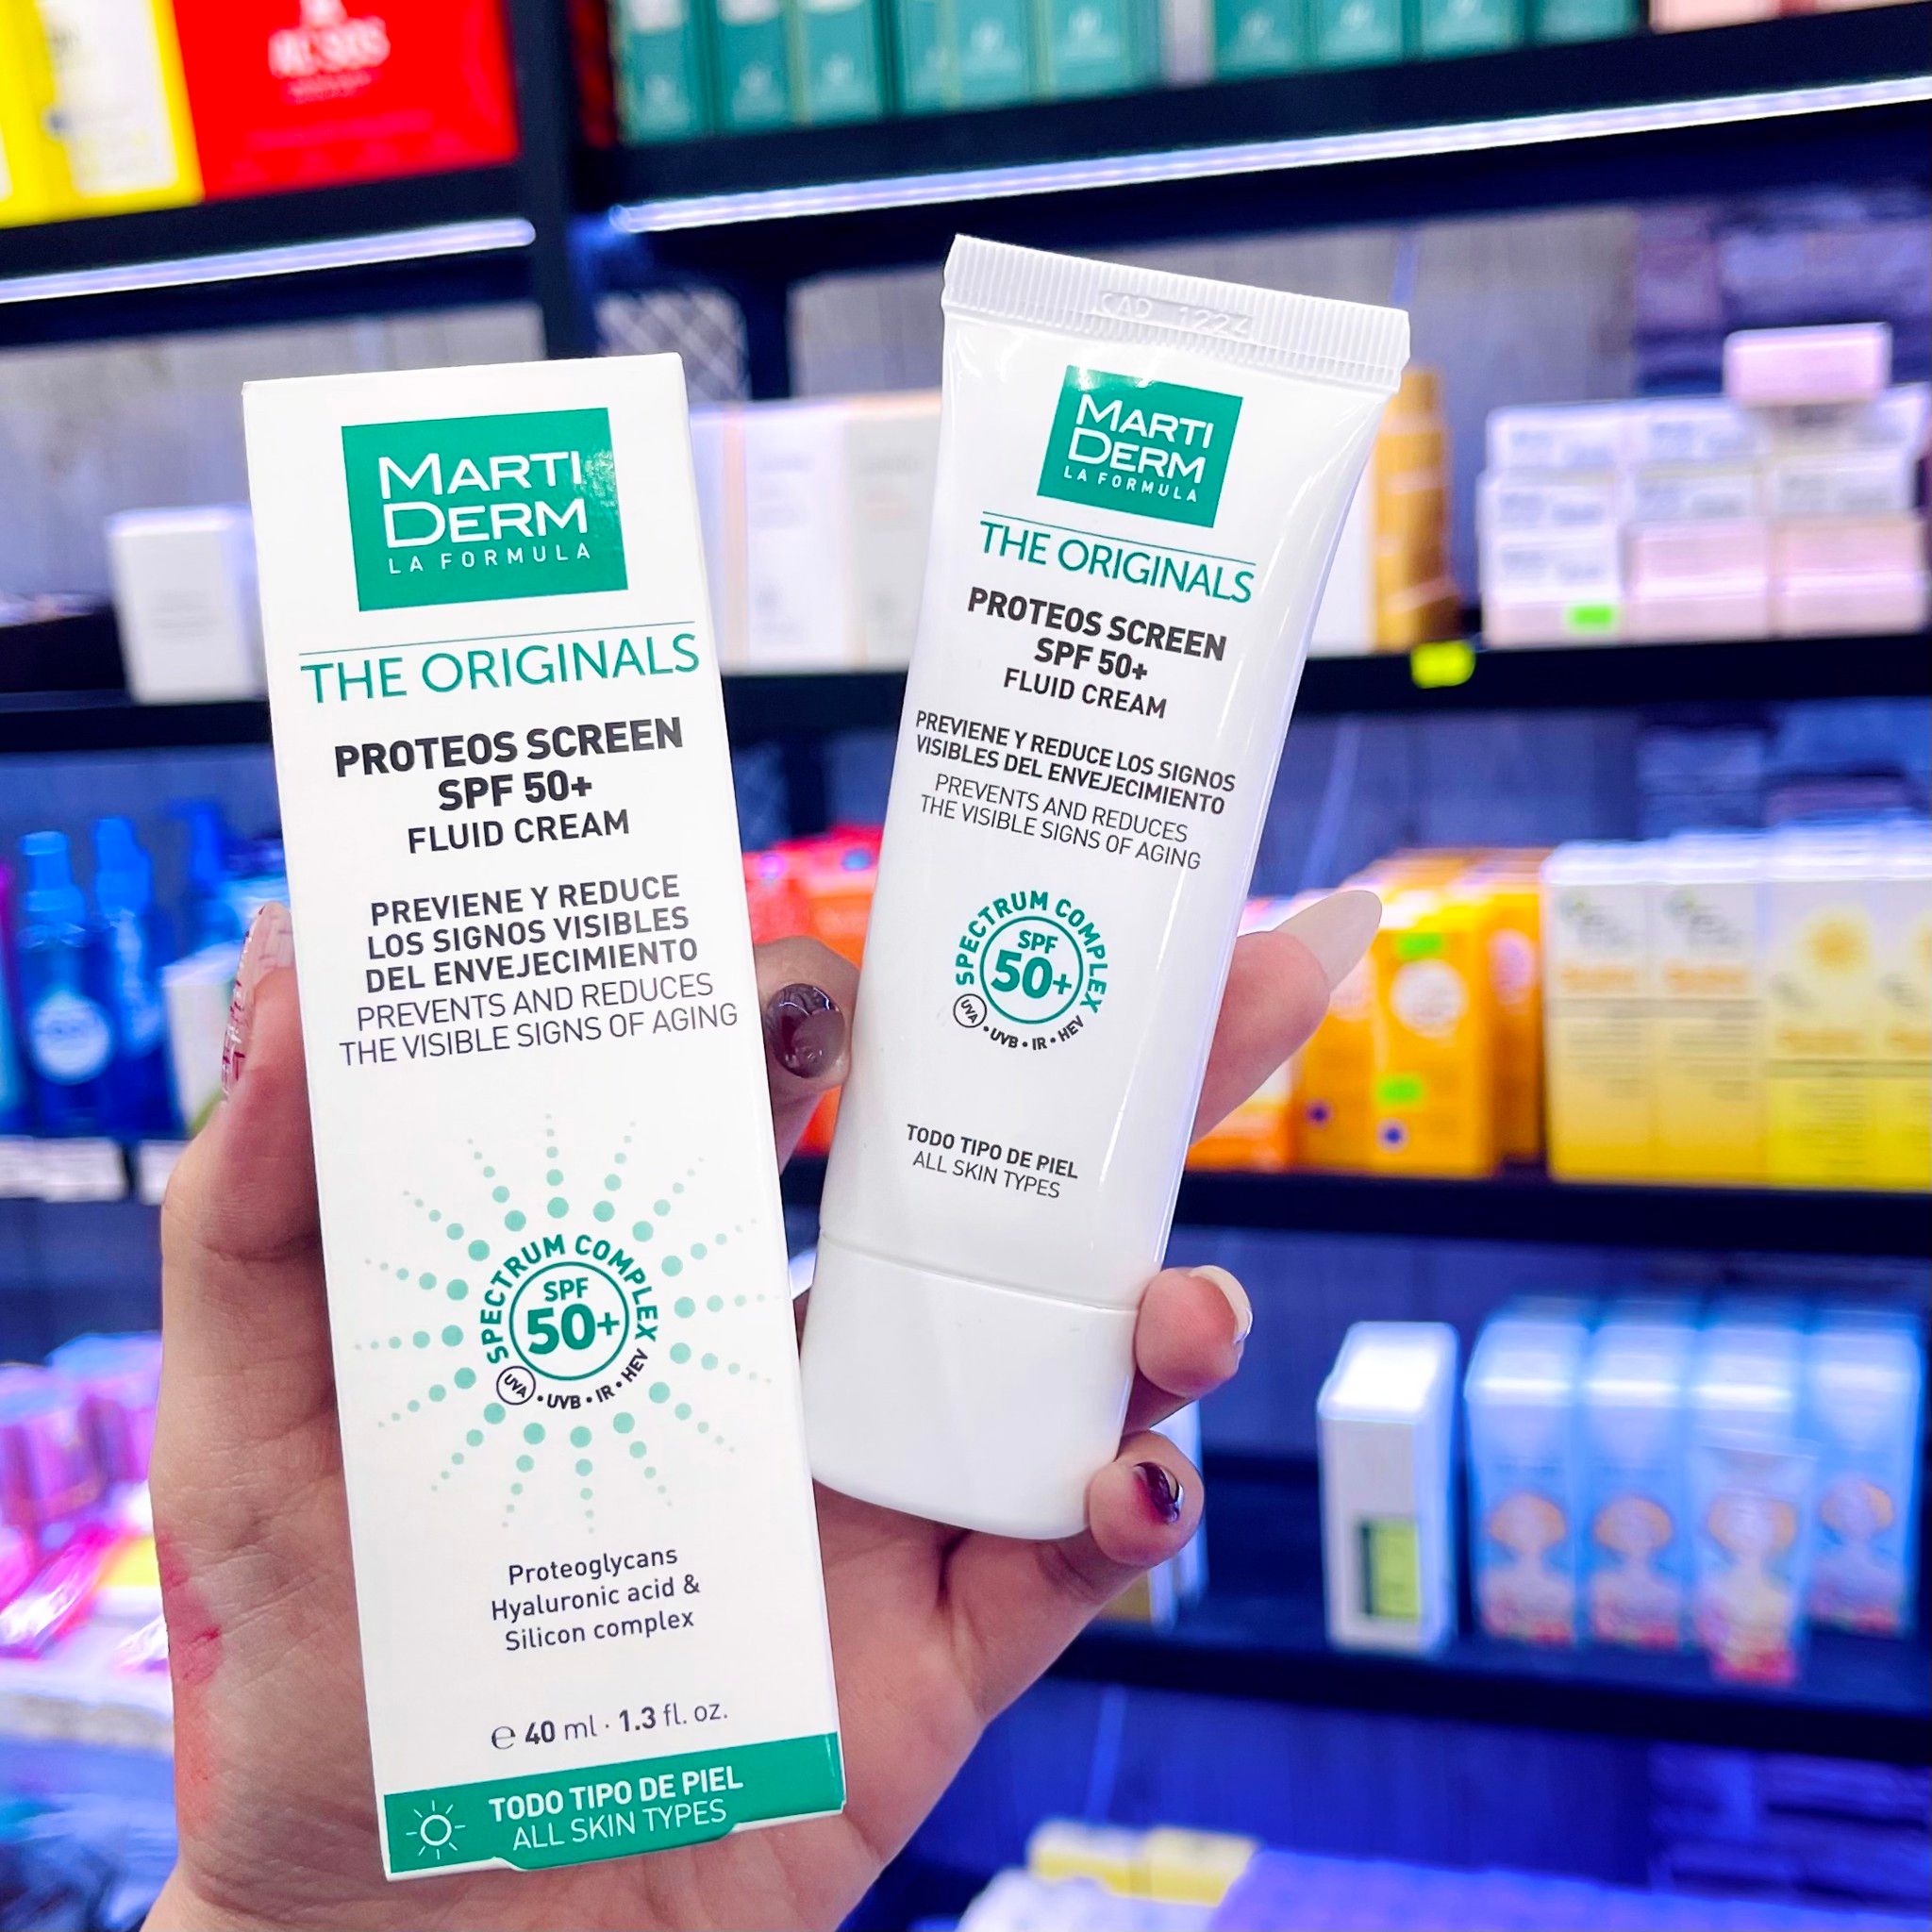 MARTI
DERM
LA FORMULA
THE ORIGINALS
PROTEOS SCREEN
SPF 50+
FLUID CREAM
PREVIENE Y REDUCE
LOS SIGNOS VISIBLES
DEL ENVEJECIMIENTO
PREVENTS AND REDUCES
THE VISIBLE SIGNS OF AGING
SPECTRUM COMPLEX
SPF
50+
UVA • UVB • IR • HEV
Proteoglycans
Hyaluronic acid &
Silicon complex
℮ 40 ml · 1.3 fl. oz.
TODO TIPO DE PIEL
ALL SKIN TYPES
CAD 1224
MARTI
DERM
LA FORMULA
THE ORIGINALS
PROTEOS SCREEN
SPF 50+
FLUID CREAM
PREVIENE Y REDUCE LOS SIGNOS
VISIBLES DEL ENVEJECIMIENTO
PREVENTS AND REDUCES
THE VISIBLE SIGNS OF AGING
SPECTRUM COMPLEX
SPF
50+
UVA • UVB • IR • HEV
TODO TIPO DE PIEL
ALL SKIN TYPES